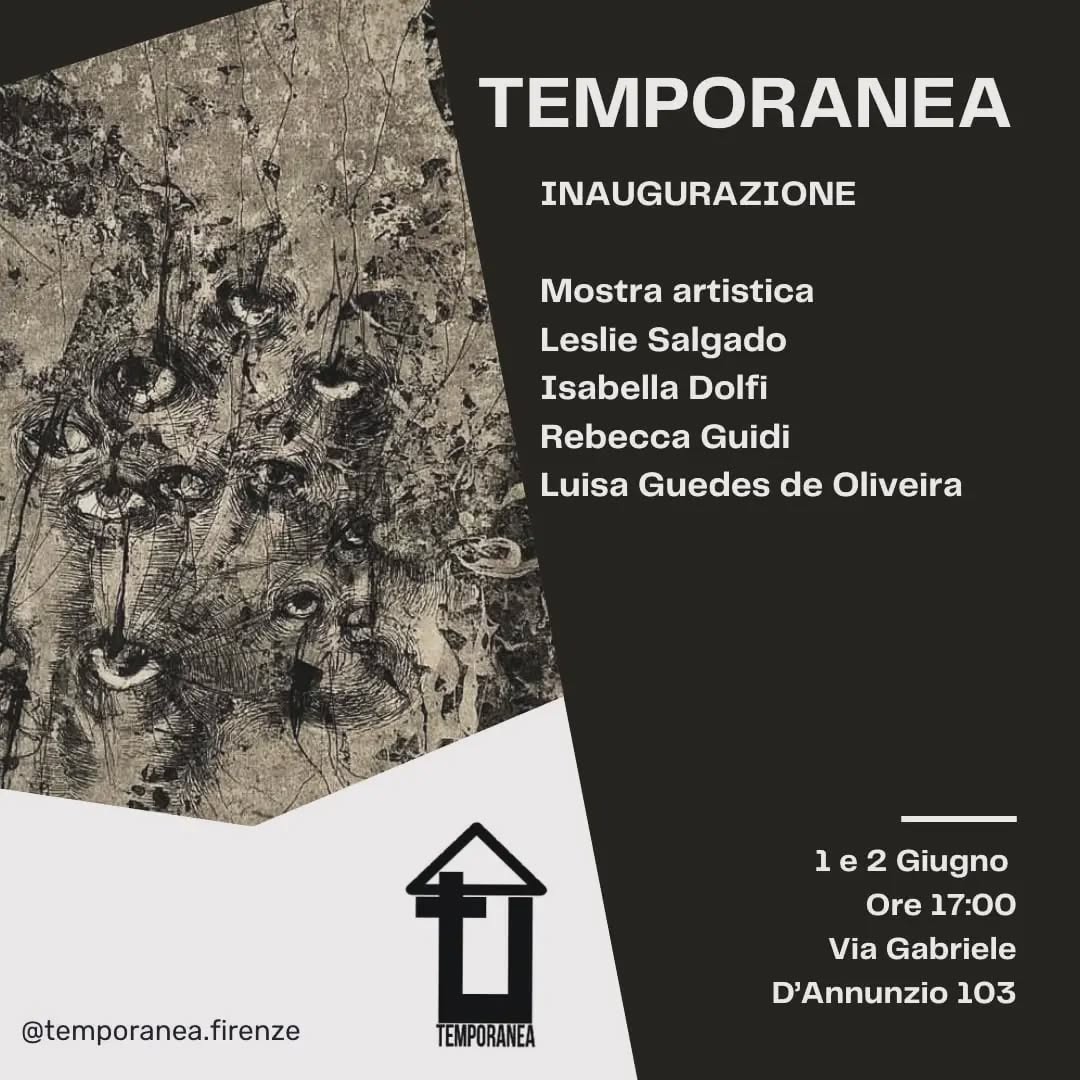 TEMPORANEA
INAUGURAZIONE
Mostra artistica
Leslie Salgado
Isabella Dolfi
Rebecca Guidi
Luisa Guedes de Oliveira
1 e 2 Giugno
Ore 17:00
Via Gabriele
D'Annunzio 103
TEMPORANEA
@temporanea.firenze